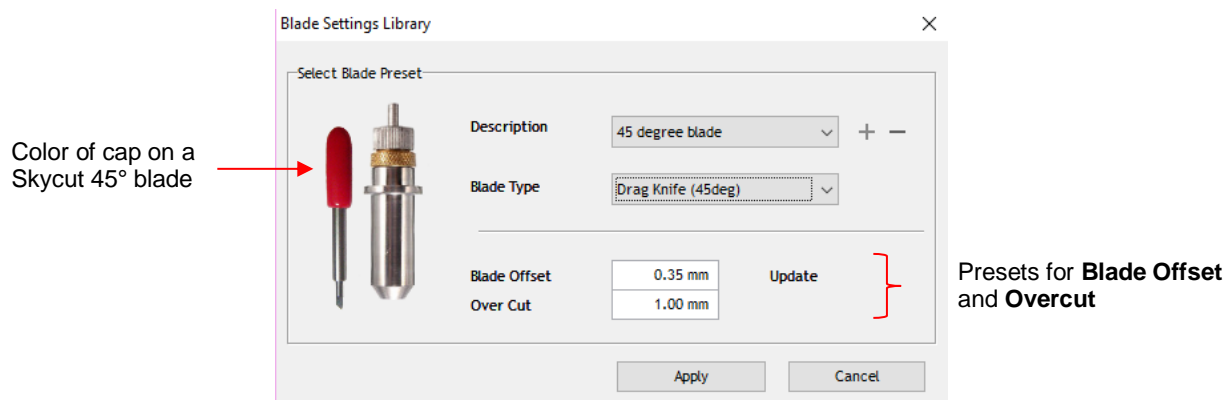 Blade Settings Library
Select Blade Preset
Color of cap on a
Skycut 45° blade
Description
45 degree blade
Blade Type
Drag Knife (45deg)
Blade Offset
0.35 mm
Update
Over Cut
1.00 mm
Presets for Blade Offset
and Overcut
Apply
Cancel